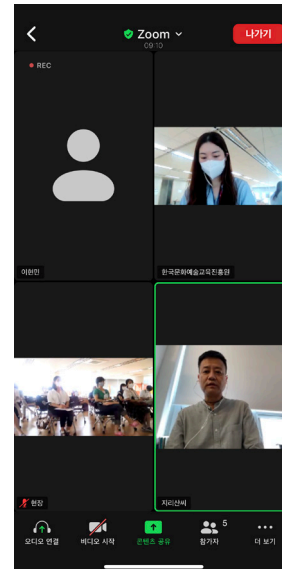 Zoom
나가기
09:10
REC
이현민
한국문화예술교육진흥원
현장
지리산씨
5
오디오 연결
비디오 시작
콘텐츠 공유
참가자
더 보기